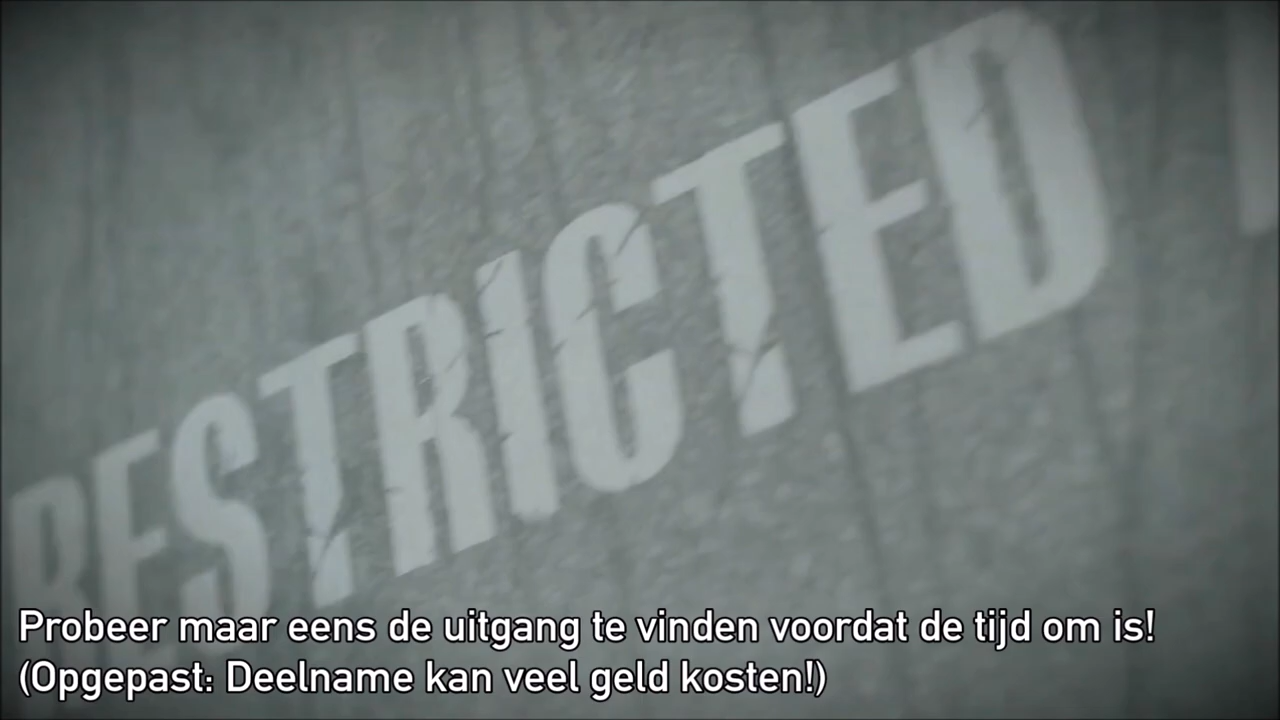 RESTRICTED
Probeer maar eens de uitgang te vinden voordat de tijd om is!
(Opgepast: Deelname kan veel geld kosten!)